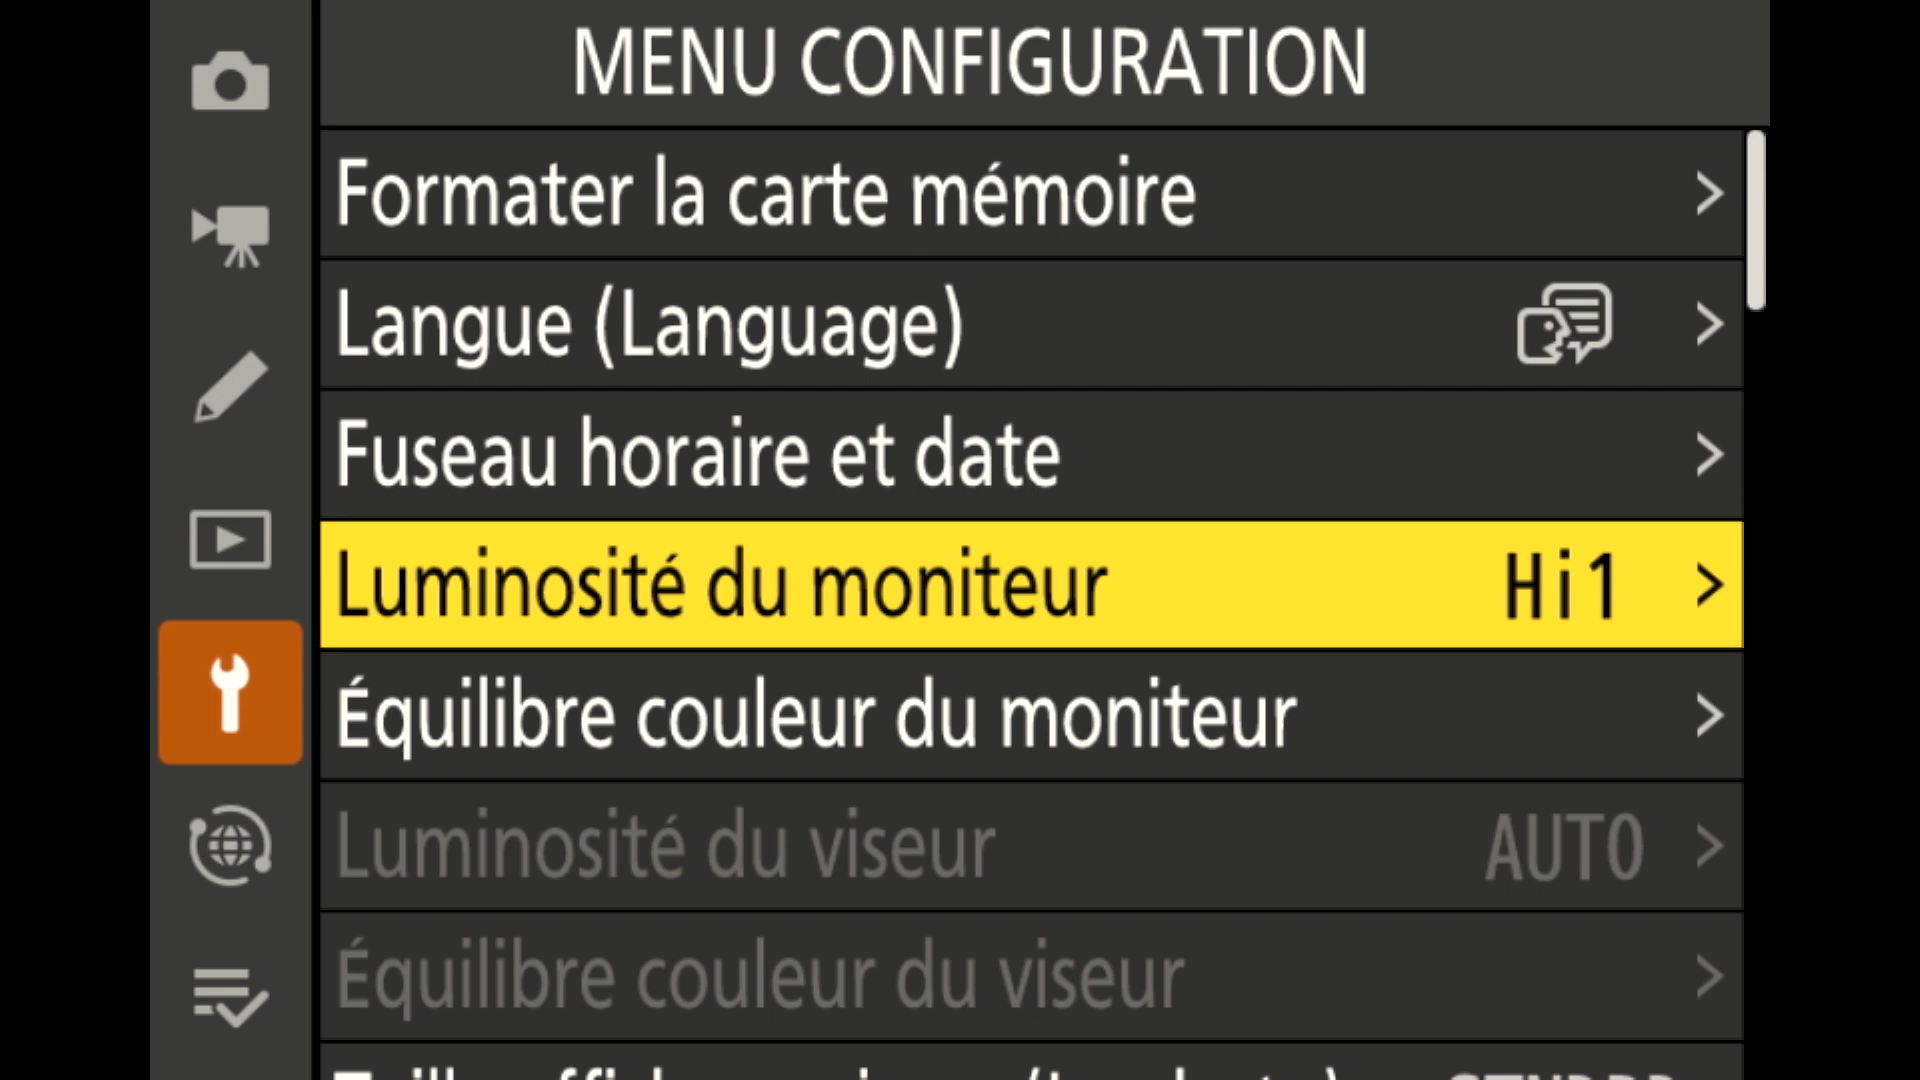 MENU CONFIGURATION
Formater la carte mémoire
Langue (Language)
Fuseau horaire et date
Luminosité du moniteur Hi1
Équilibre couleur du moniteur
Luminosité du viseur AUTO
Équilibre couleur du viseur